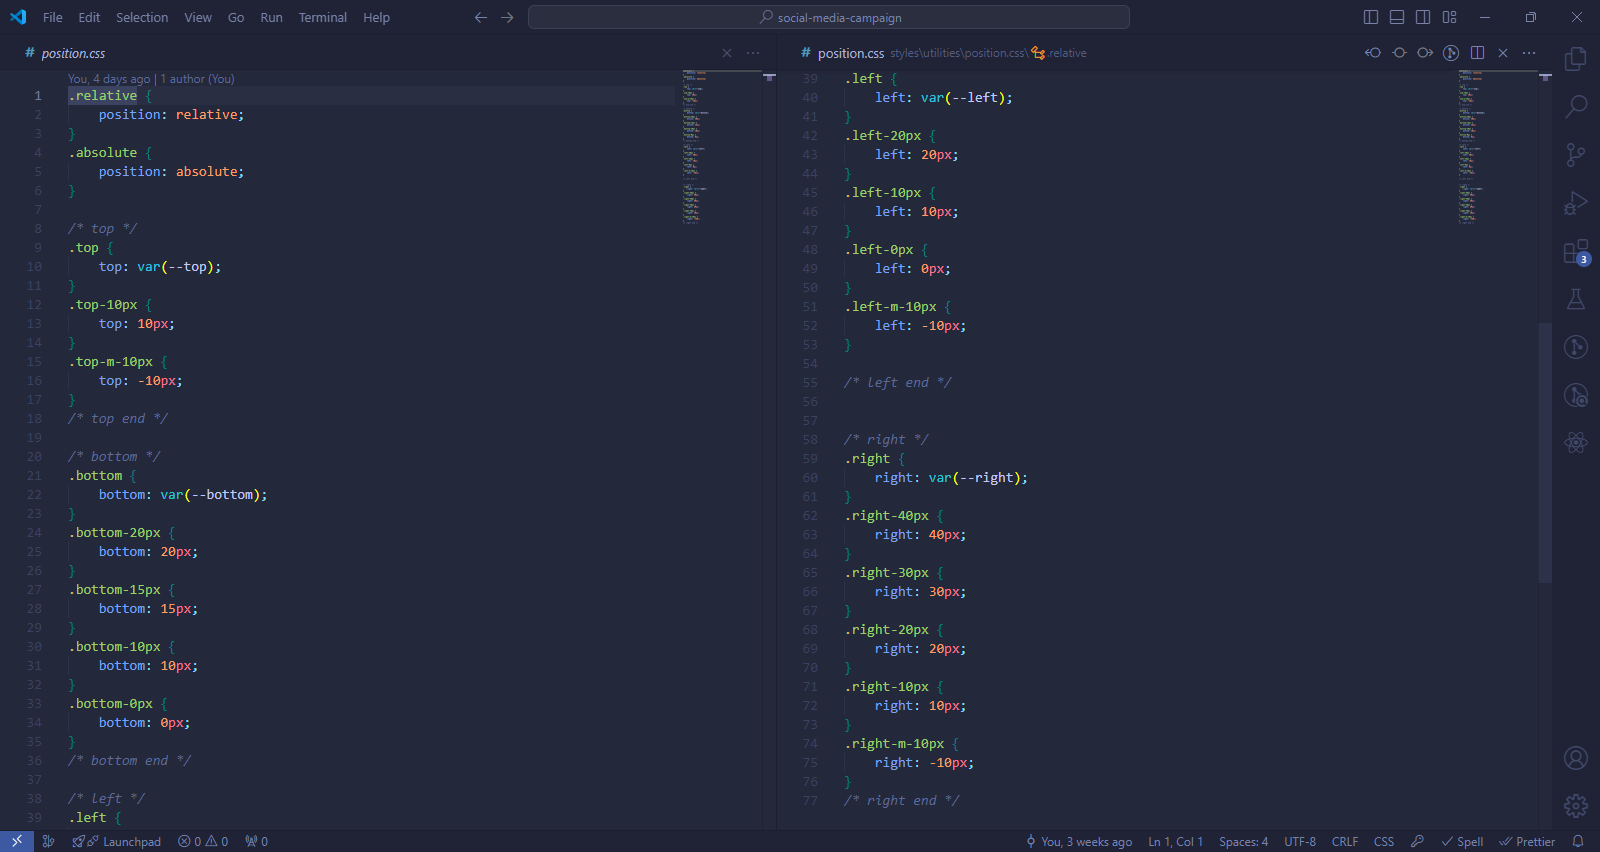 File Edit Selection View Go Run Terminal Help
social-media-campaign
# position.css
# position.css styles\utilities\position.css\ .relative
You, 4 days ago | 1 author (You)
1 .relative {
2 position: relative;
3 }
4 .absolute {
5 position: absolute;
6 }
7
8 /* top */
9 .top {
10 top: var(--top);
11 }
12 .top-10px {
13 top: 10px;
14 }
15 .top-m-10px {
16 top: -10px;
17 }
18 /* top end */
19
20 /* bottom */
21 .bottom {
22 bottom: var(--bottom);
23 }
24 .bottom-20px {
25 bottom: 20px;
26 }
27 .bottom-15px {
28 bottom: 15px;
29 }
30 .bottom-10px {
31 bottom: 10px;
32 }
33 .bottom-0px {
34 bottom: 0px;
35 }
36 /* bottom end */
37
38 /* left */
39 .left {
39 .left {
40 left: var(--left);
41 }
42 .left-20px {
43 left: 20px;
44 }
45 .left-10px {
46 left: 10px;
47 }
48 .left-0px {
49 left: 0px;
50 }
51 .left-m-10px {
52 left: -10px;
53 }
54
55 /* left end */
56
57
58 /* right */
59 .right {
60 right: var(--right);
61 }
62 .right-40px {
63 right: 40px;
64 }
65 .right-30px {
66 right: 30px;
67 }
68 .right-20px {
69 right: 20px;
70 }
71 .right-10px {
72 right: 10px;
73 }
74 .right-m-10px {
75 right: -10px;
76 }
77 /* right end */
3
Launchpad 0 0 0
You, 3 weeks ago Ln 1, Col 1 Spaces: 4 UTF-8 CRLF CSS Spell Prettier